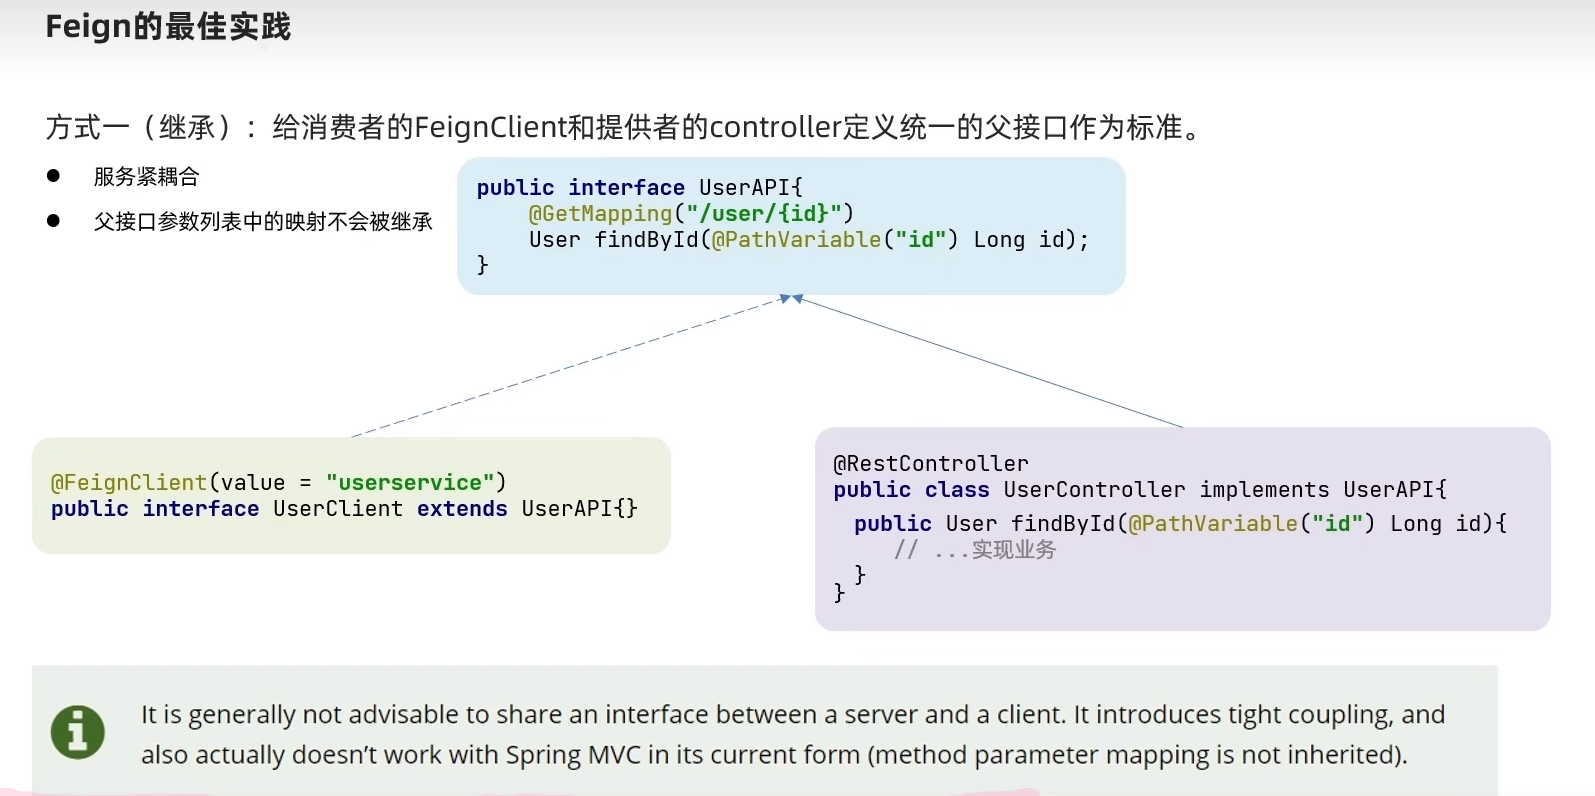 Feign的最佳实践
方式一（继承）：给消费者的FeignClient和提供者的controller定义统一的父接口作为标准。
● 服务紧耦合
● 父接口参数列表中的映射不会被继承
public interface UserAPI{
@GetMapping("/user/{id}")
User findById(@PathVariable("id") Long id);
}
@FeignClient(value = "userservice")
public interface UserClient extends UserAPI{}
@RestController
public class UserController implements UserAPI{
public User findById(@PathVariable("id") Long id){
// ...实现业务
}
}
It is generally not advisable to share an interface between a server and a client. It introduces tight coupling, and
also actually doesn’t work with Spring MVC in its current form (method parameter mapping is not inherited).